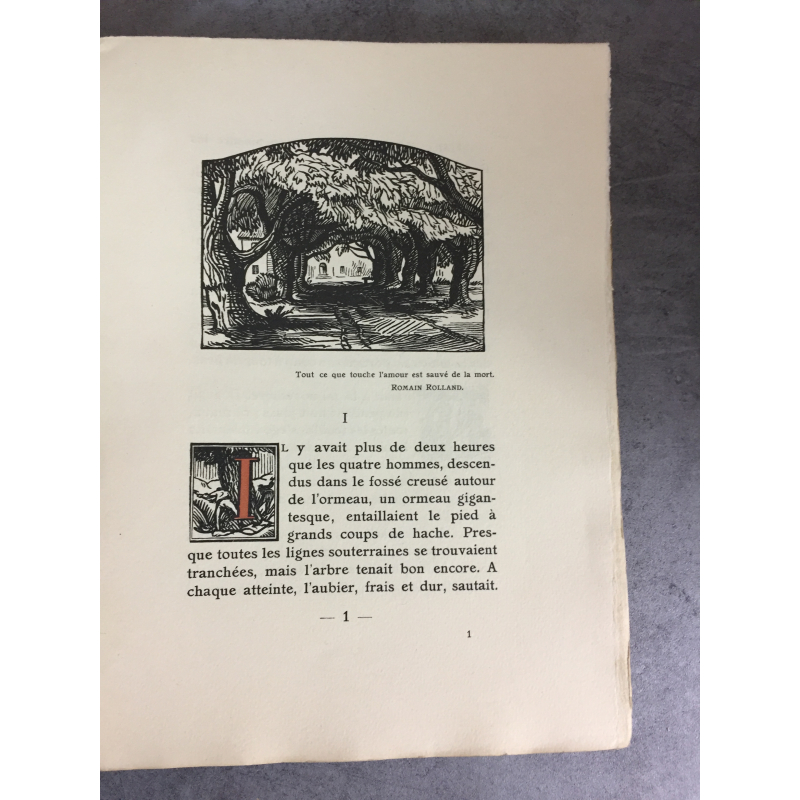 Tout ce que touche l'amour est sauvé de la mort.
ROMAIN ROLLAND.
I
IL y avait plus de deux heures
que les quatre hommes, descen-
dus dans le fossé creusé autour
de l'ormeau, un ormeau gigan-
tesque, entaillaient le pied à
grands coups de hache. Pres-
que toutes les lignes souterraines se trouvaient
tranchées, mais l'arbre tenait bon encore. A
chaque atteinte, l'aubier, frais et dur, sautait.
— 1 —
1